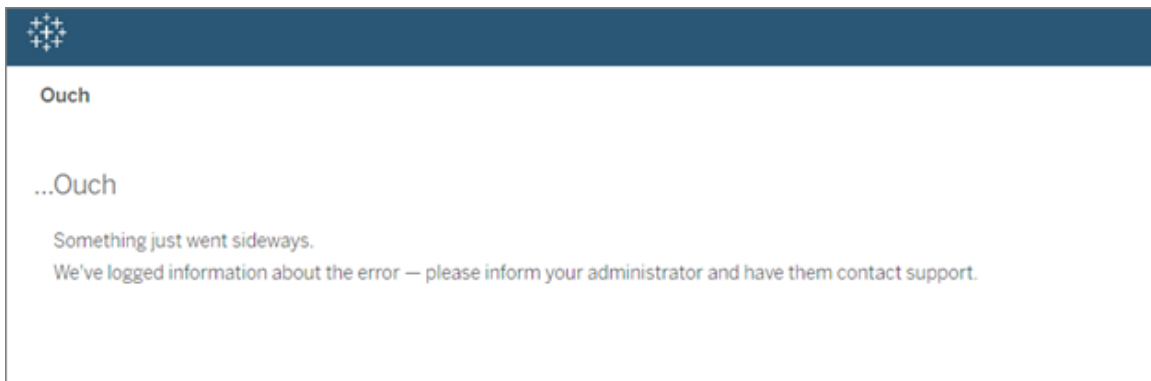 Ouch
...Ouch
Something just went sideways.
We've logged information about the error — please inform your administrator and have them contact support.